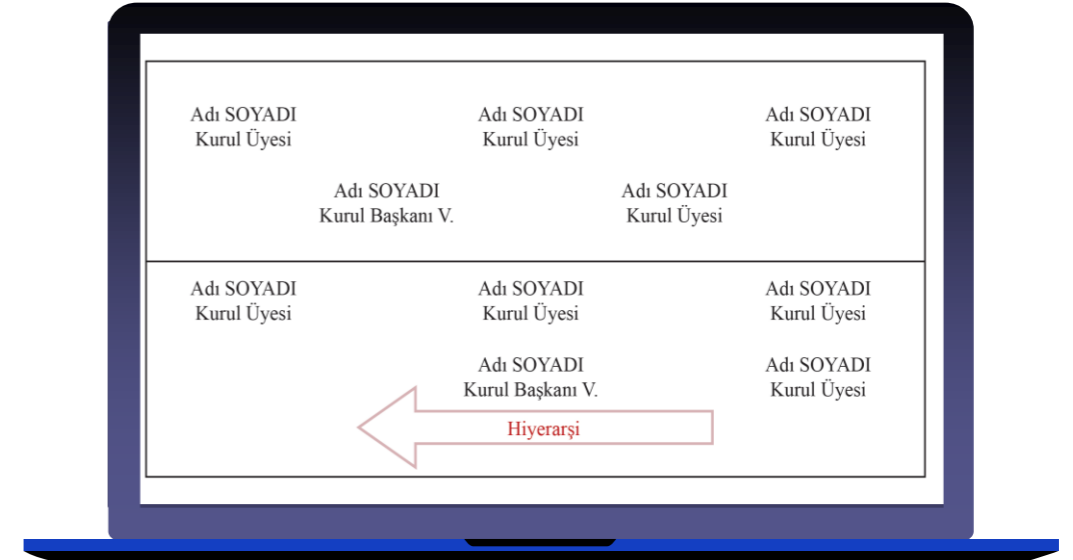 Adı SOYADI Adı SOYADI Adı SOYADI
Kurul Üyesi Kurul Üyesi Kurul Üyesi
Adı SOYADI Adı SOYADI
Kurul Başkanı V. Kurul Üyesi
Adı SOYADI Adı SOYADI Adı SOYADI
Kurul Üyesi Kurul Üyesi Kurul Üyesi
Adı SOYADI Adı SOYADI
Kurul Başkanı V. Kurul Üyesi
Hiyerarşi